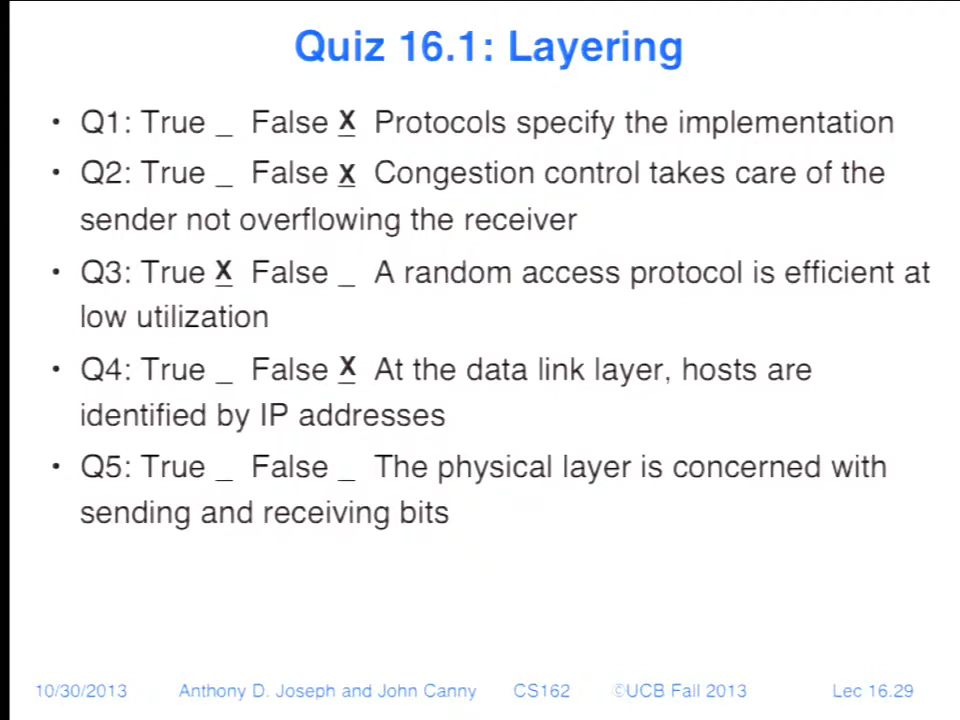 Quiz 16.1: Layering
• Q1: True _ False X Protocols specify the implementation
• Q2: True _ False X Congestion control takes care of the
sender not overflowing the receiver
• Q3: True X False _ A random access protocol is efficient at
low utilization
• Q4: True _ False X At the data link layer, hosts are
identified by IP addresses
• Q5: True _ False _ The physical layer is concerned with
sending and receiving bits
10/30/2013 Anthony D. Joseph and John Canny CS162 ©UCB Fall 2013 Lec 16.29